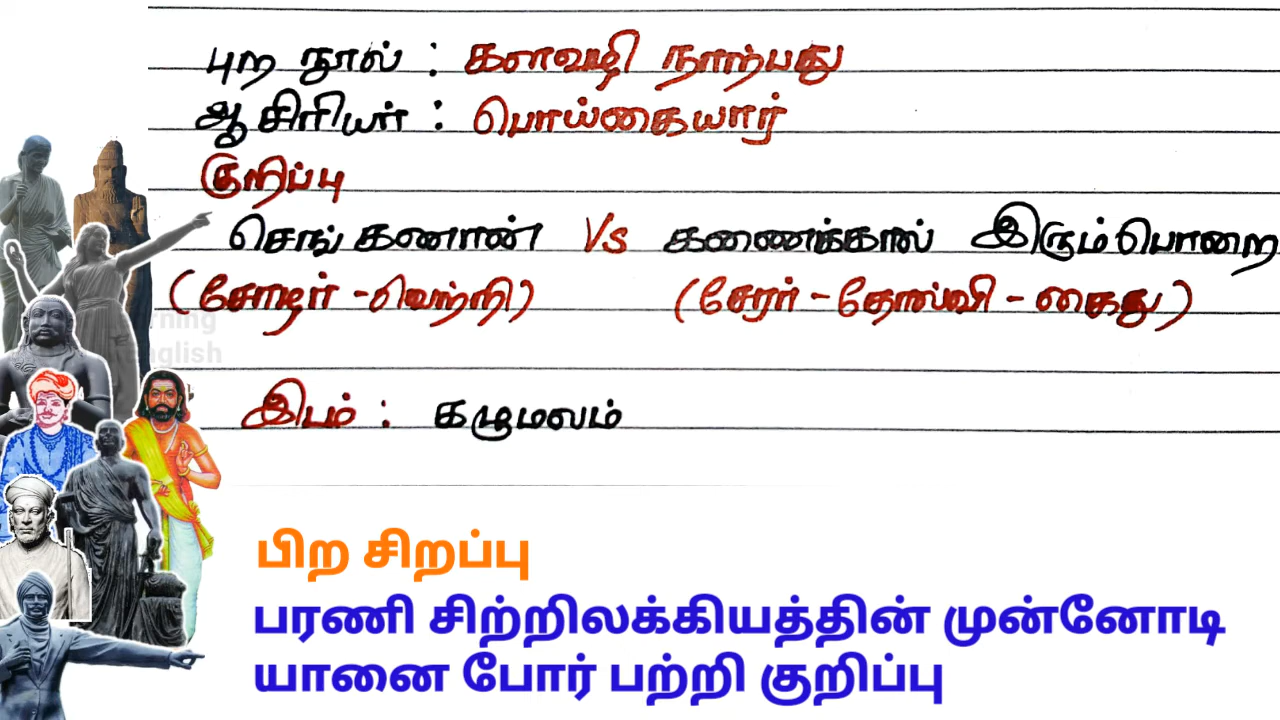 புற நூல் : களவழி நாற்பது
ஆசிரியர் : பொய்கையார்
குறிப்பு
செங்கணான் Vs கணைக்கால் இரும்பொறை
(சோழர் - வெற்றி) (சேரர் - தோல்வி - கைது)
இடம் : கழுமலம்
பிற சிறப்பு
பரணி சிற்றிலக்கியத்தின் முன்னோடி
யானை போர் பற்றி குறிப்பு